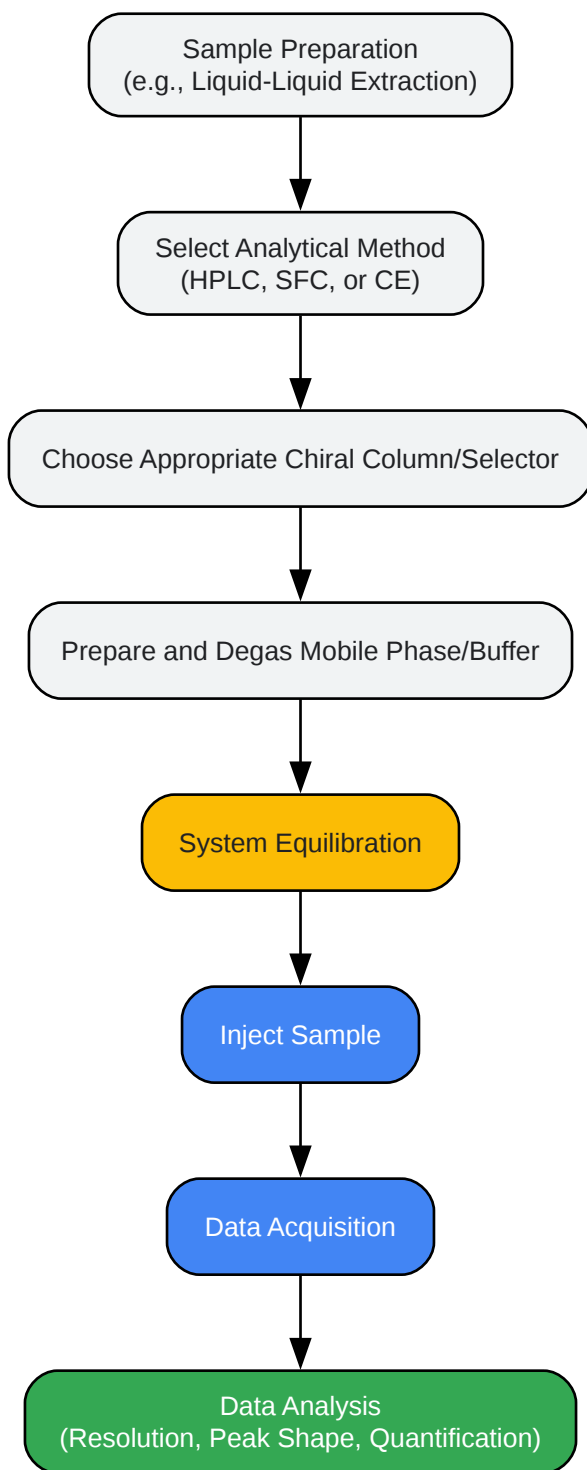 Sample Preparation
(e.g., Liquid-Liquid Extraction)
Select Analytical Method
(HPLC, SFC, or CE)
Choose Appropriate Chiral Column/Selector
Prepare and Degas Mobile Phase/Buffer
System Equilibration
Inject Sample
Data Acquisition
Data Analysis
(Resolution, Peak Shape, Quantification)